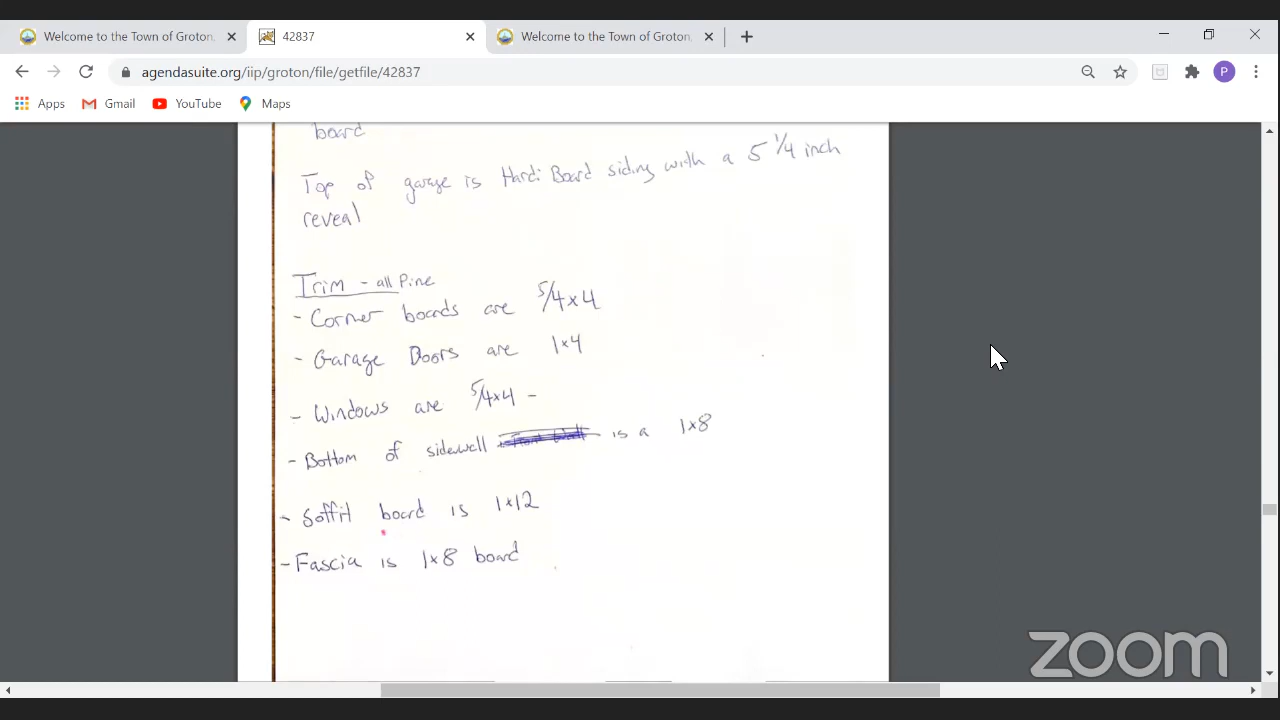 Welcome to the Town of Groton,
42837
Welcome to the Town of Groton,
agendasuite.org/iip/groton/file/getfile/42837
P
Apps
Gmail
YouTube
Maps
board
Top of garage is Hardi Board siding with a 5 1/4 inch
reveal
Trim - all Pine
- Corner boards are 5/4 x 4
- Garage Doors are 1x4
- Windows are 5/4x4 -
- Bottom of sidewell is a 1x8
- Soffit board is 1x12
- Fascia is 1x8 board
zoom